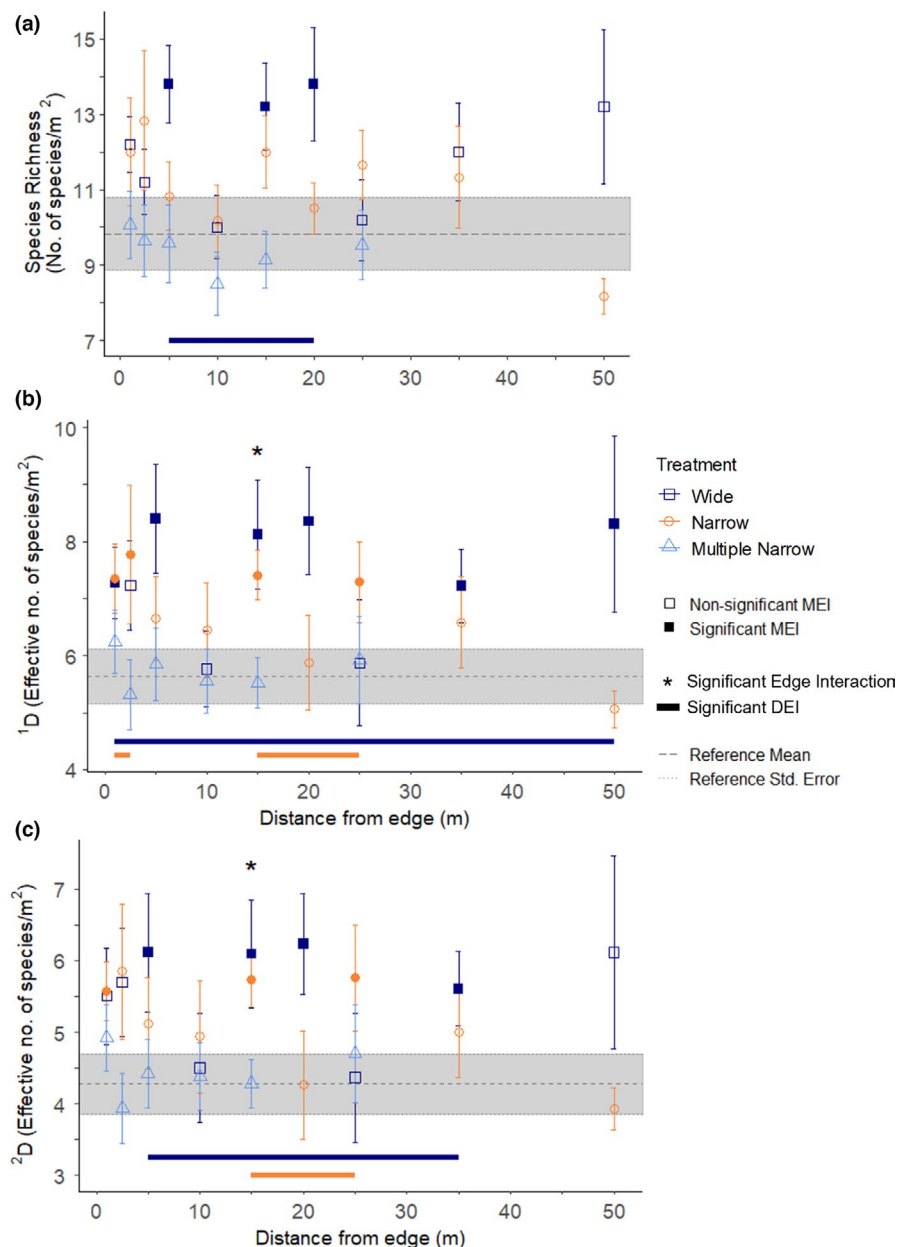 (a)
15
13
11
9
7
Species Richness
(No. of species/m²)
0 10 20 30 40 50
(b)
10
8
6
4
¹D (Effective no. of species/m²)
*
0 10 20 30 40 50
Distance from edge (m)
Treatment
Wide
Narrow
Multiple Narrow
Non-significant MEI
Significant MEI
* Significant Edge Interaction
Significant DEI
Reference Mean
Reference Std. Error
(c)
7
6
5
4
3
²D (Effective no. of species/m²)
*
0 10 20 30 40 50
Distance from edge (m)